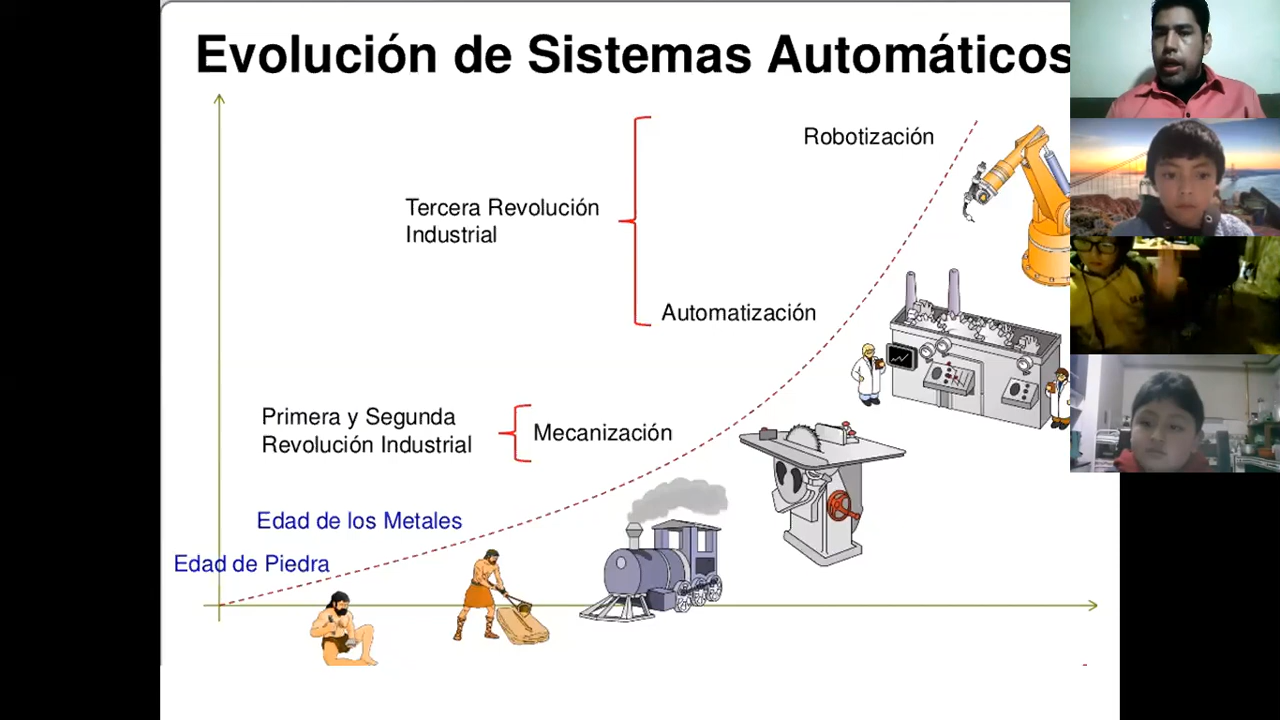 Evolución de Sistemas Automáticos
Robotización
Tercera Revolución
Industrial
Automatización
Primera y Segunda
Revolución Industrial
Mecanización
Edad de los Metales
Edad de Piedra